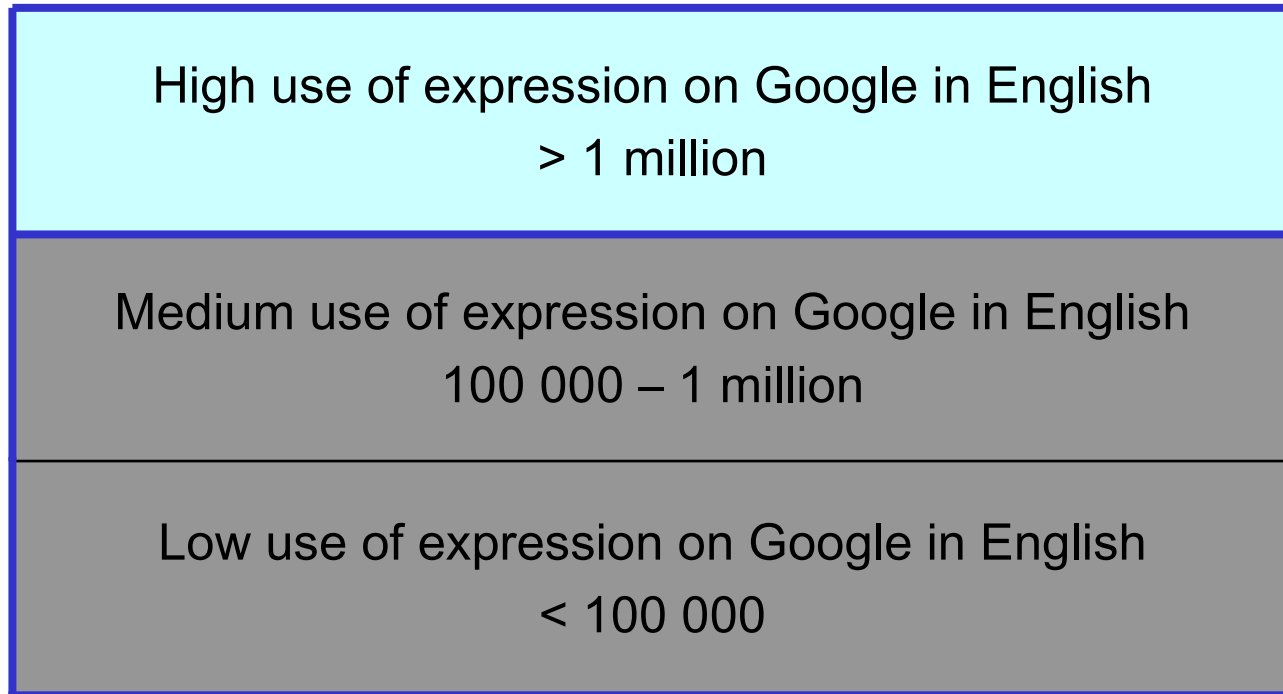 High use of expression on Google in English
> 1 million
Medium use of expression on Google in English
100 000 – 1 million
Low use of expression on Google in English
< 100 000